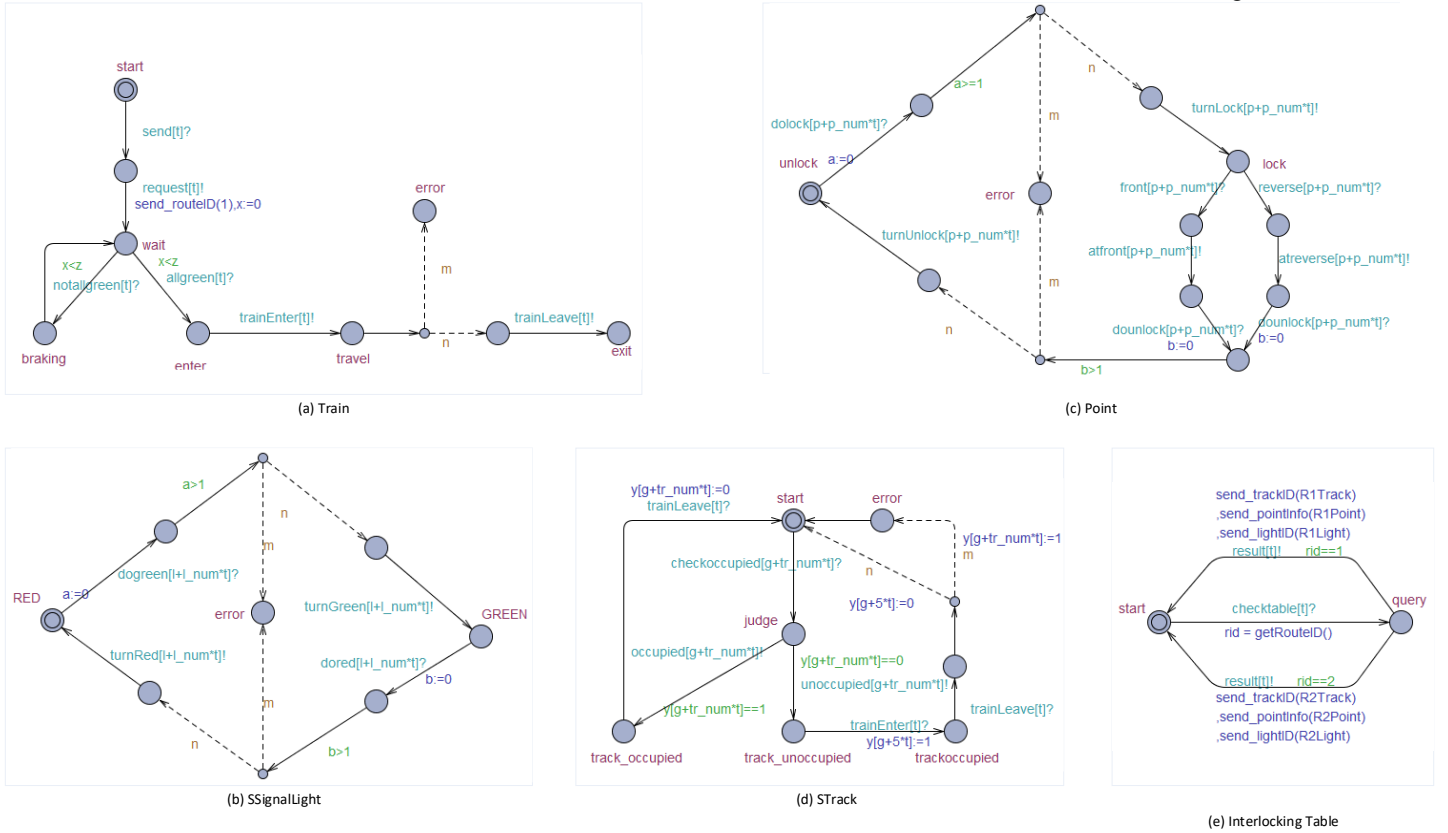 start
send[t]?
request[t]!
send_routeID(1),x:=0
wait
x<z
x<z
notallgreen[t]?
allgreen[t]?
braking
enter
trainEnter[t]!
travel
error
m
n
trainLeave[t]!
exit
(a) Train
a>=1
n
m
dolock[p+p_num*t]?
turnLock[p+p_num*t]!
unlock
a:=0
lock
error
front[p+p_num*t]?
reverse[p+p_num*t]?
turnUnlock[p+p_num*t]!
atfront[p+p_num*t]!
atreverse[p+p_num*t]!
m
n
dounlock[p+p_num*t]?
dounlock[p+p_num*t]?
b:=0
b:=0
b>1
(c) Point
a>1
n
m
dogreen[l+l_num*t]?
RED
a:=0
error
turnGreen[l+l_num*t]!
GREEN
turnRed[l+l_num*t]!
dored[l+l_num*t]?
b:=0
m
n
b>1
(b) SSignalLight
y[g+tr_num*t]:=0
trainLeave[t]?
start
error
y[g+tr_num*t]:=1
m
checkoccupied[g+tr_num*t]?
n
y[g+5*t]:=0
judge
occupied[g+tr_num*t]!
y[g+tr_num*t]==0
unoccupied[g+tr_num*t]!
y[g+tr_num*t]==1
trainLeave[t]?
trainEnter[t]?
y[g+5*t]:=1
track_occupied
track_unoccupied
trackoccupied
(d) STrack
send_trackID(R1Track)
,send_pointInfo(R1Point)
,send_lightID(R1Light)
result[t]! rid==1
start
checktable[t]?
query
rid = getRouteID()
result[t]! rid==2
send_trackID(R2Track)
,send_pointInfo(R2Point)
,send_lightID(R2Light)
(e) Interlocking Table